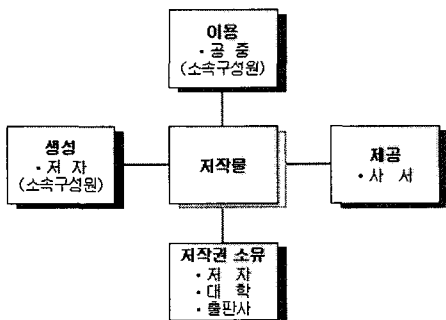 이용
· 공 중
(소속구성원)
생성
· 저 자
(소속구성원)
저작물
제공
· 사 서
저작권 소유
· 저 자
· 대 학
· 출판사